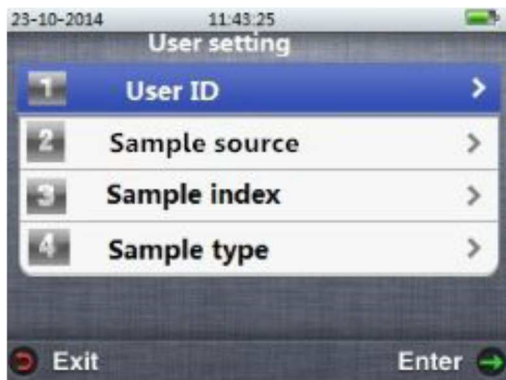 23-10-2014 11:43:25
User setting
1 User ID
2 Sample source
3 Sample index
4 Sample type
Exit Enter